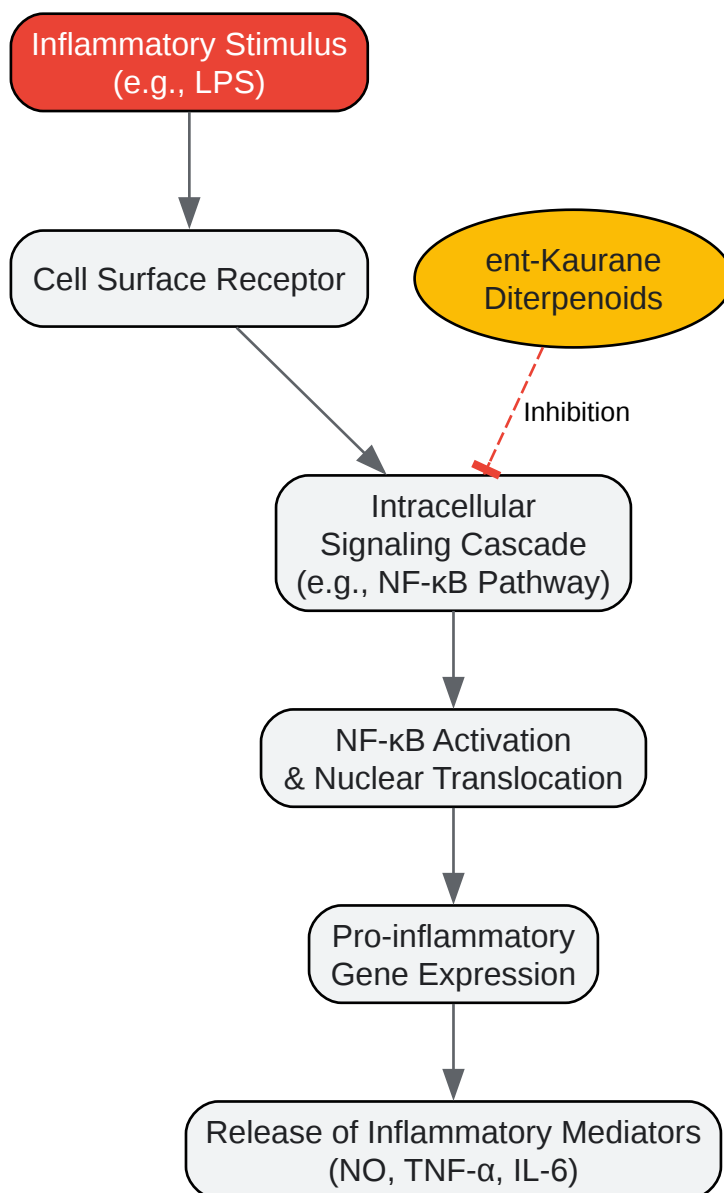 Inflammatory Stimulus
(e.g., LPS)
Cell Surface Receptor
ent-Kaurane
Diterpenoids
Inhibition
Intracellular
Signaling Cascade
(e.g., NF-κB Pathway)
NF-κB Activation
& Nuclear Translocation
Pro-inflammatory
Gene Expression
Release of Inflammatory Mediators
(NO, TNF-α, IL-6)